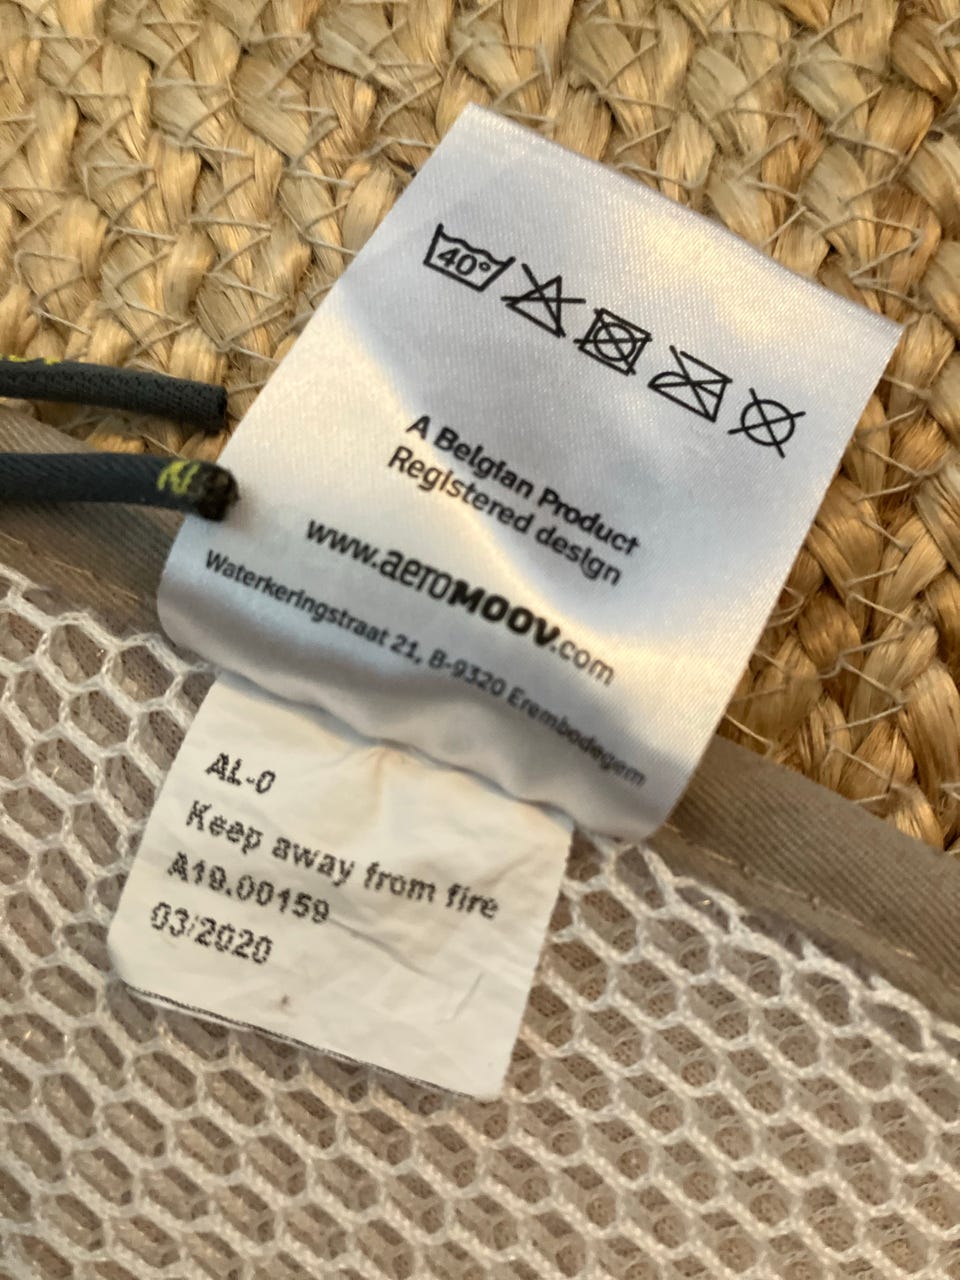 40°
A Belgian Product
Registered design
www.aeromoov.com
Waterkeringstraat 21, B-9320 Erembodegem
AL-0
Keep away from fire
A19.00159
03/2020